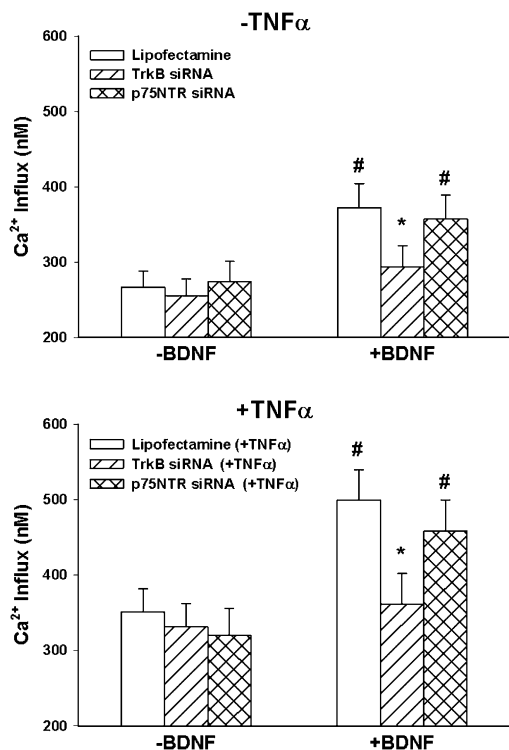 -TNFα
600
500
400
300
200
Ca²⁺ Influx (nM)
Lipofectamine
TrkB siRNA
p75NTR siRNA
#
*
#
-BDNF
+BDNF
+TNFα
600
500
400
300
200
Ca²⁺ Influx (nM)
Lipofectamine (+TNFα)
TrkB siRNA (+TNFα)
p75NTR siRNA (+TNFα)
#
*
#
-BDNF
+BDNF